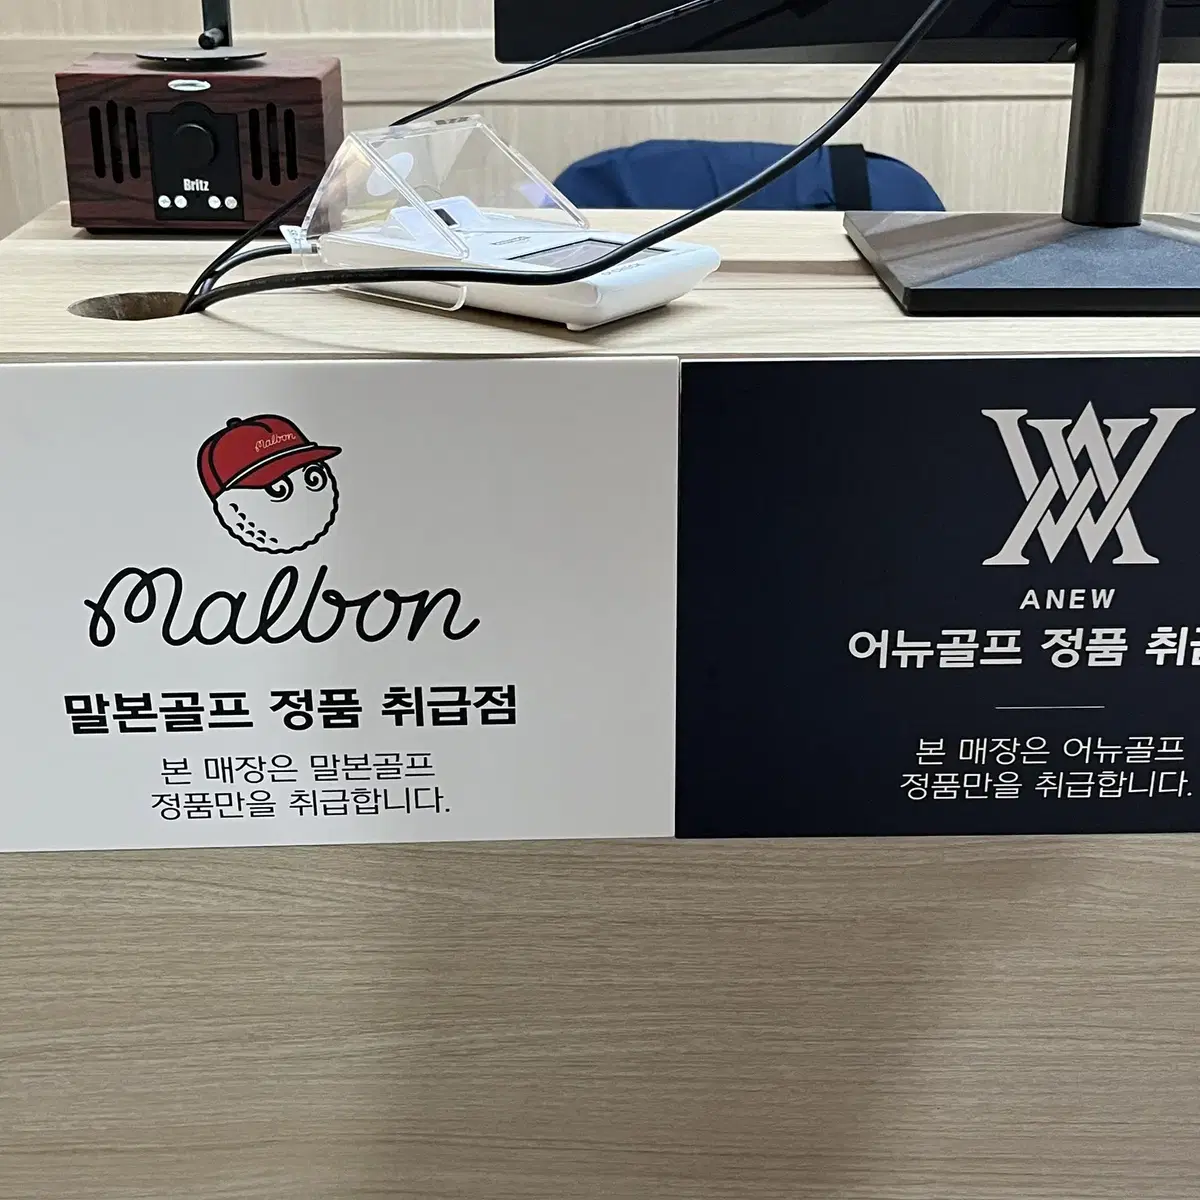 Britz
Malbon
Malbon
말본골프 정품 취급점
본 매장은 말본골프
정품만을 취급합니다.
ANEW
어뉴골프 정품
본 매장은 어뉴골프
정품만을 취급합니다.